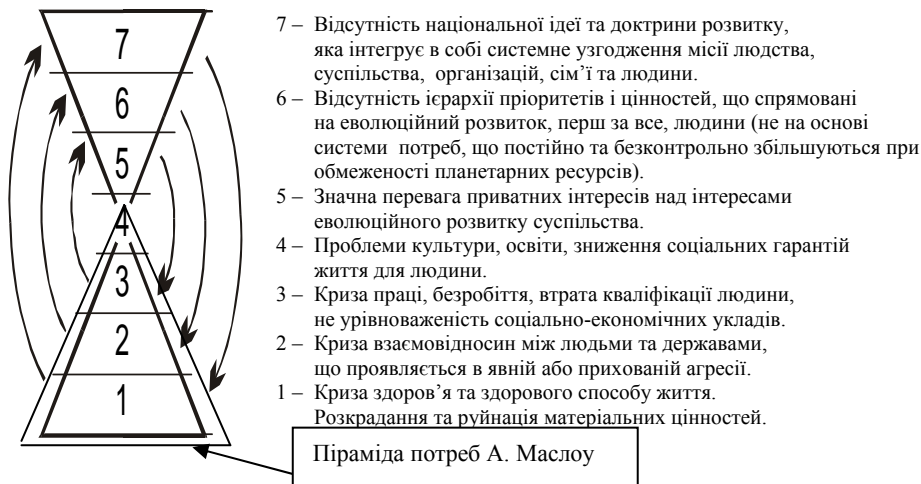 7
6
5
4
3
2
1
7 – Відсутність національної ідеї та доктрини розвитку,
яка інтегрує в собі системне узгодження місії людства,
суспільства, організацій, сім’ї та людини.
6 – Відсутність ієрархії пріоритетів і цінностей, що спрямовані
на еволюційний розвиток, перш за все, людини (не на основі
системи потреб, що постійно та безконтрольно збільшуються при
обмеженості планетарних ресурсів).
5 – Значна перевага приватних інтересів над інтересами
еволюційного розвитку суспільства.
4 – Проблеми культури, освіти, зниження соціальних гарантій
життя для людини.
3 – Криза праці, безробіття, втрата кваліфікації людини,
не урівноваженість соціально-економічних укладів.
2 – Криза взаємовідносин між людьми та державами,
що проявляється в явній або прихованій агресії.
1 – Криза здоров’я та здорового способу життя.
Розкрадання та руйнація матеріальних цінностей.
Піраміда потреб А. Маслоу